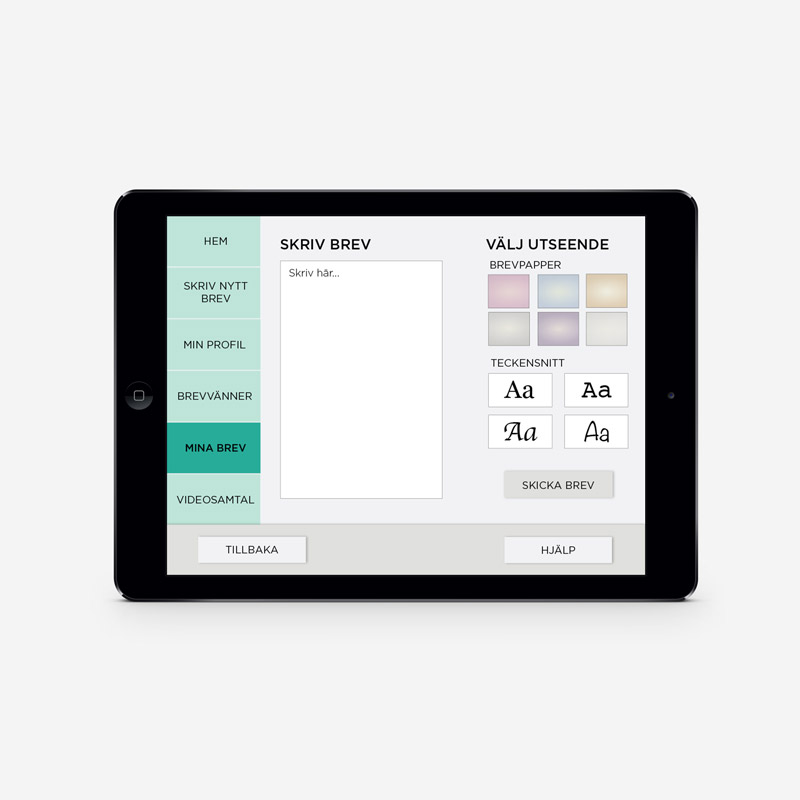 HEM
SKRIV NYTT
BREV
MIN PROFIL
BREVVÄNNER
MINA BREV
VIDEOSAMTAL
SKRIV BREV
Skriv här...
VÄLJ UTSEENDE
BREVPAPPER
TECKENSNITT
Aa Aa
Aa Aa
SKICKA BREV
TILLBAKA
HJÄLP